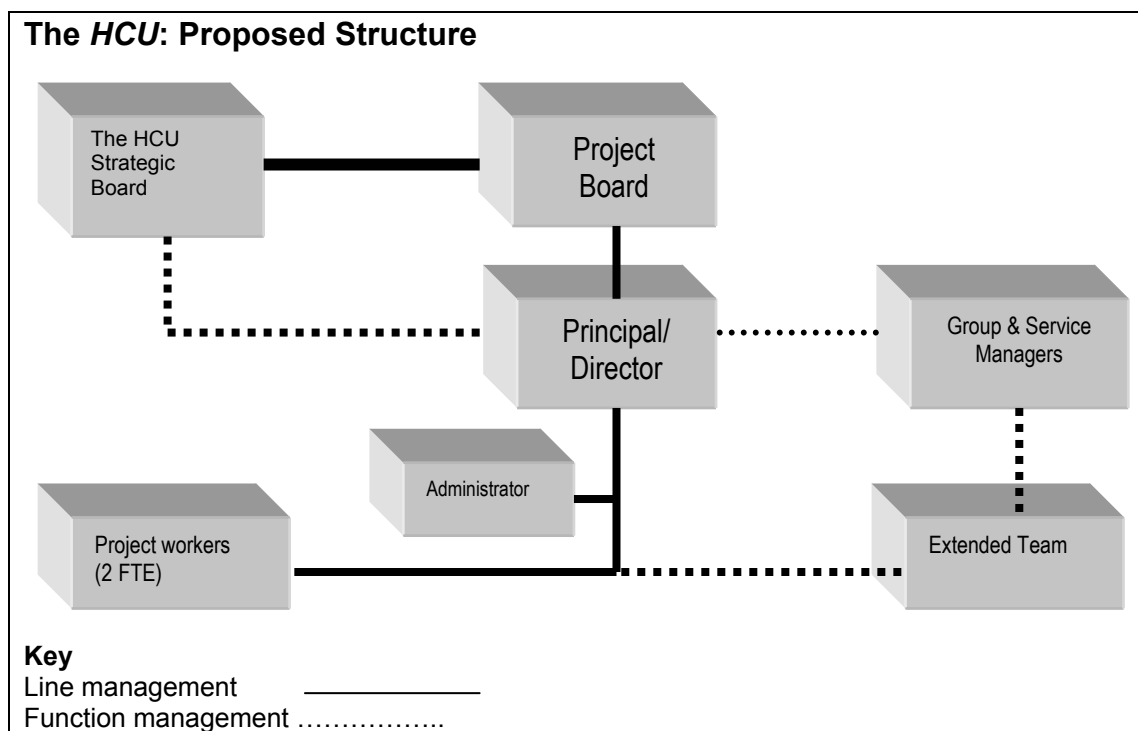 The HCU: Proposed Structure
The HCU
Strategic
Board
Project
Board
Principal/
Director
Group & Service
Managers
Administrator
Project workers
(2 FTE)
Extended Team
Key
Line management ____________
Function management ………………..